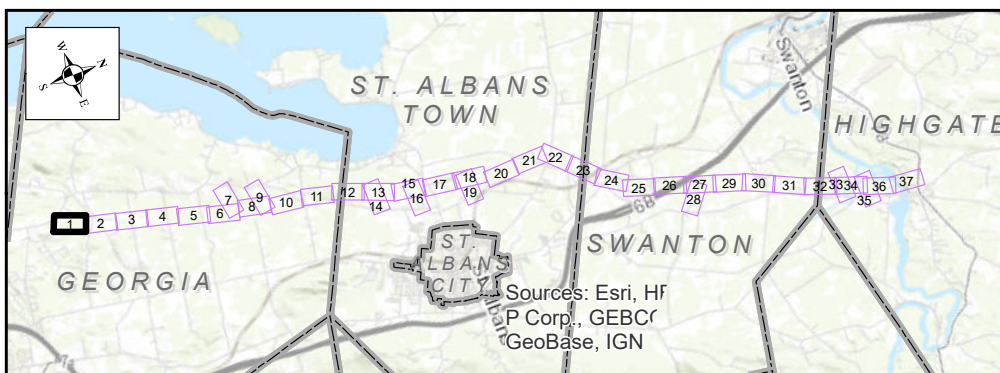 W
N
S
E
ST. ALBANS
TOWN
Swanton
HIGHGATE
1
2
3
4
5
6
7
8
9
10
11
12
13
14
15
16
17
18
19
20
21
22
23
24
25
26
27
28
29
30
31
32
33
34
35
36
37
68
GEORGIA
ST.
ALBANS
CITY
SWANTON
Sources: Esri, HE
P Corp., GEBCO
GeoBase, IGN